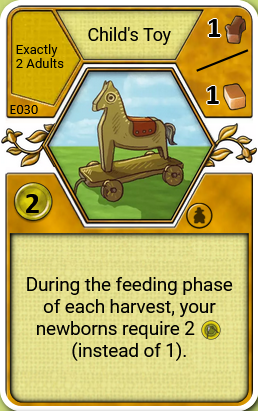 Child's Toy
1
Exactly
2 Adults
1
E030
2
During the feeding phase
of each harvest, your
newborns require 2
(instead of 1).